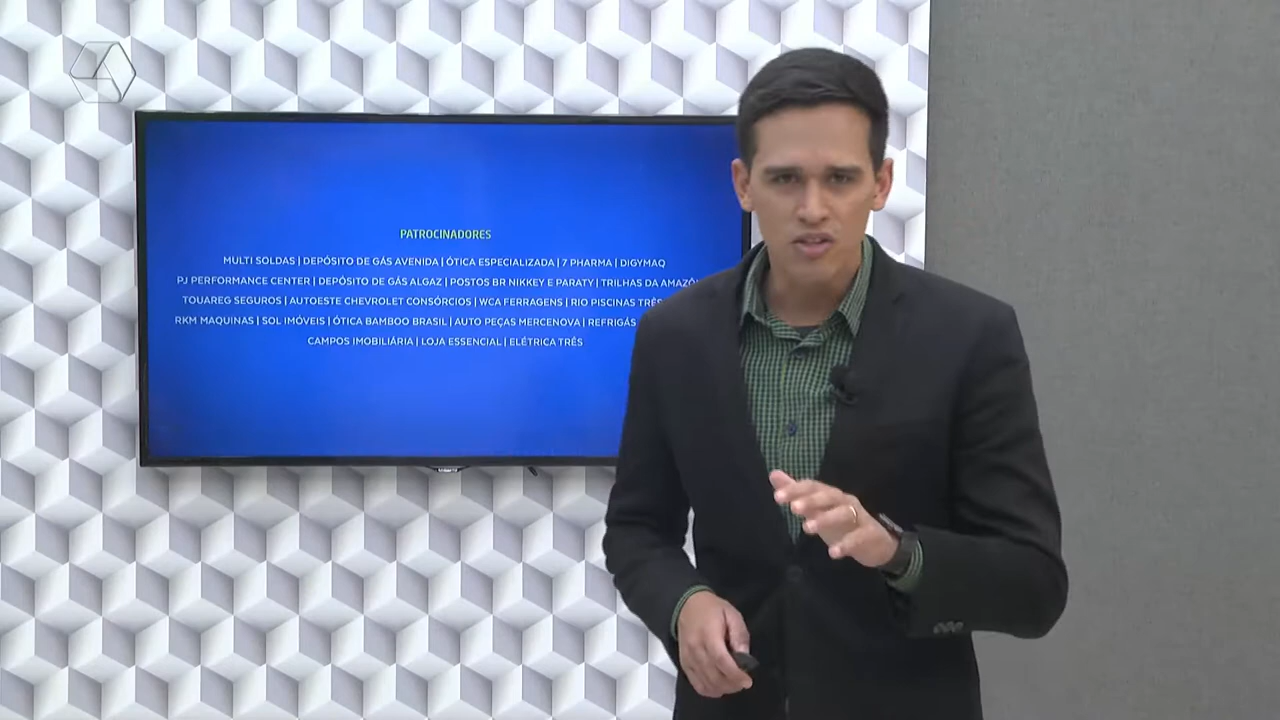 PATROCINADORES
MULTI SOLDAS | DEPÓSITO DE GÁS AVENIDA | ÓTICA ESPECIALIZADA | 7 PHARMA | DIGYMAQ
PJ PERFORMANCE CENTER | DEPÓSITO DE GÁS ALGAZ | POSTOS BR NIKKEY E PARATY | TRILHAS DA
TOUAREG SEGUROS | AUTOESTE CHEVROLET CONSÓRCIOS | WCA FERRAGENS | RIO PISCINAS TRÊS
RKM MAQUINAS | SOL IMÓVEIS | ÓTICA BAMBOO BRASIL | AUTO PEÇAS MERCENOVA | REFRIGÁS
CAMPOS IMOBILIÁRIA | LOJA ESSENCIAL | ELÉTRICA TRÊS